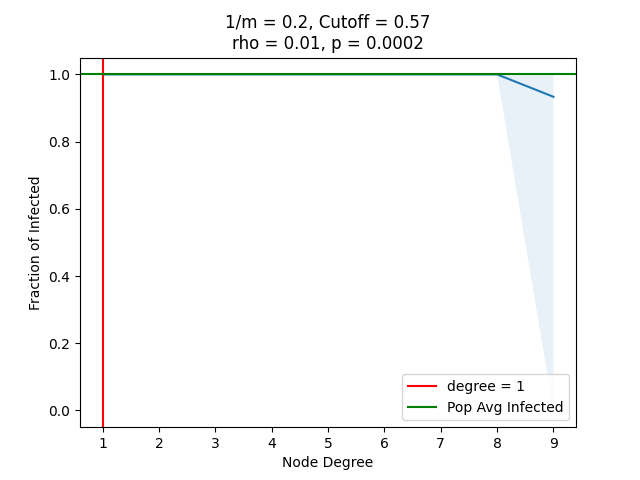 1/m = 0.2, Cutoff = 0.57
rho = 0.01, p = 0.0002
1.0
0.8
0.6
0.4
0.2
0.0
Fraction of Infected
degree = 1
Pop Avg Infected
1 2 3 4 5 6 7 8 9
Node Degree